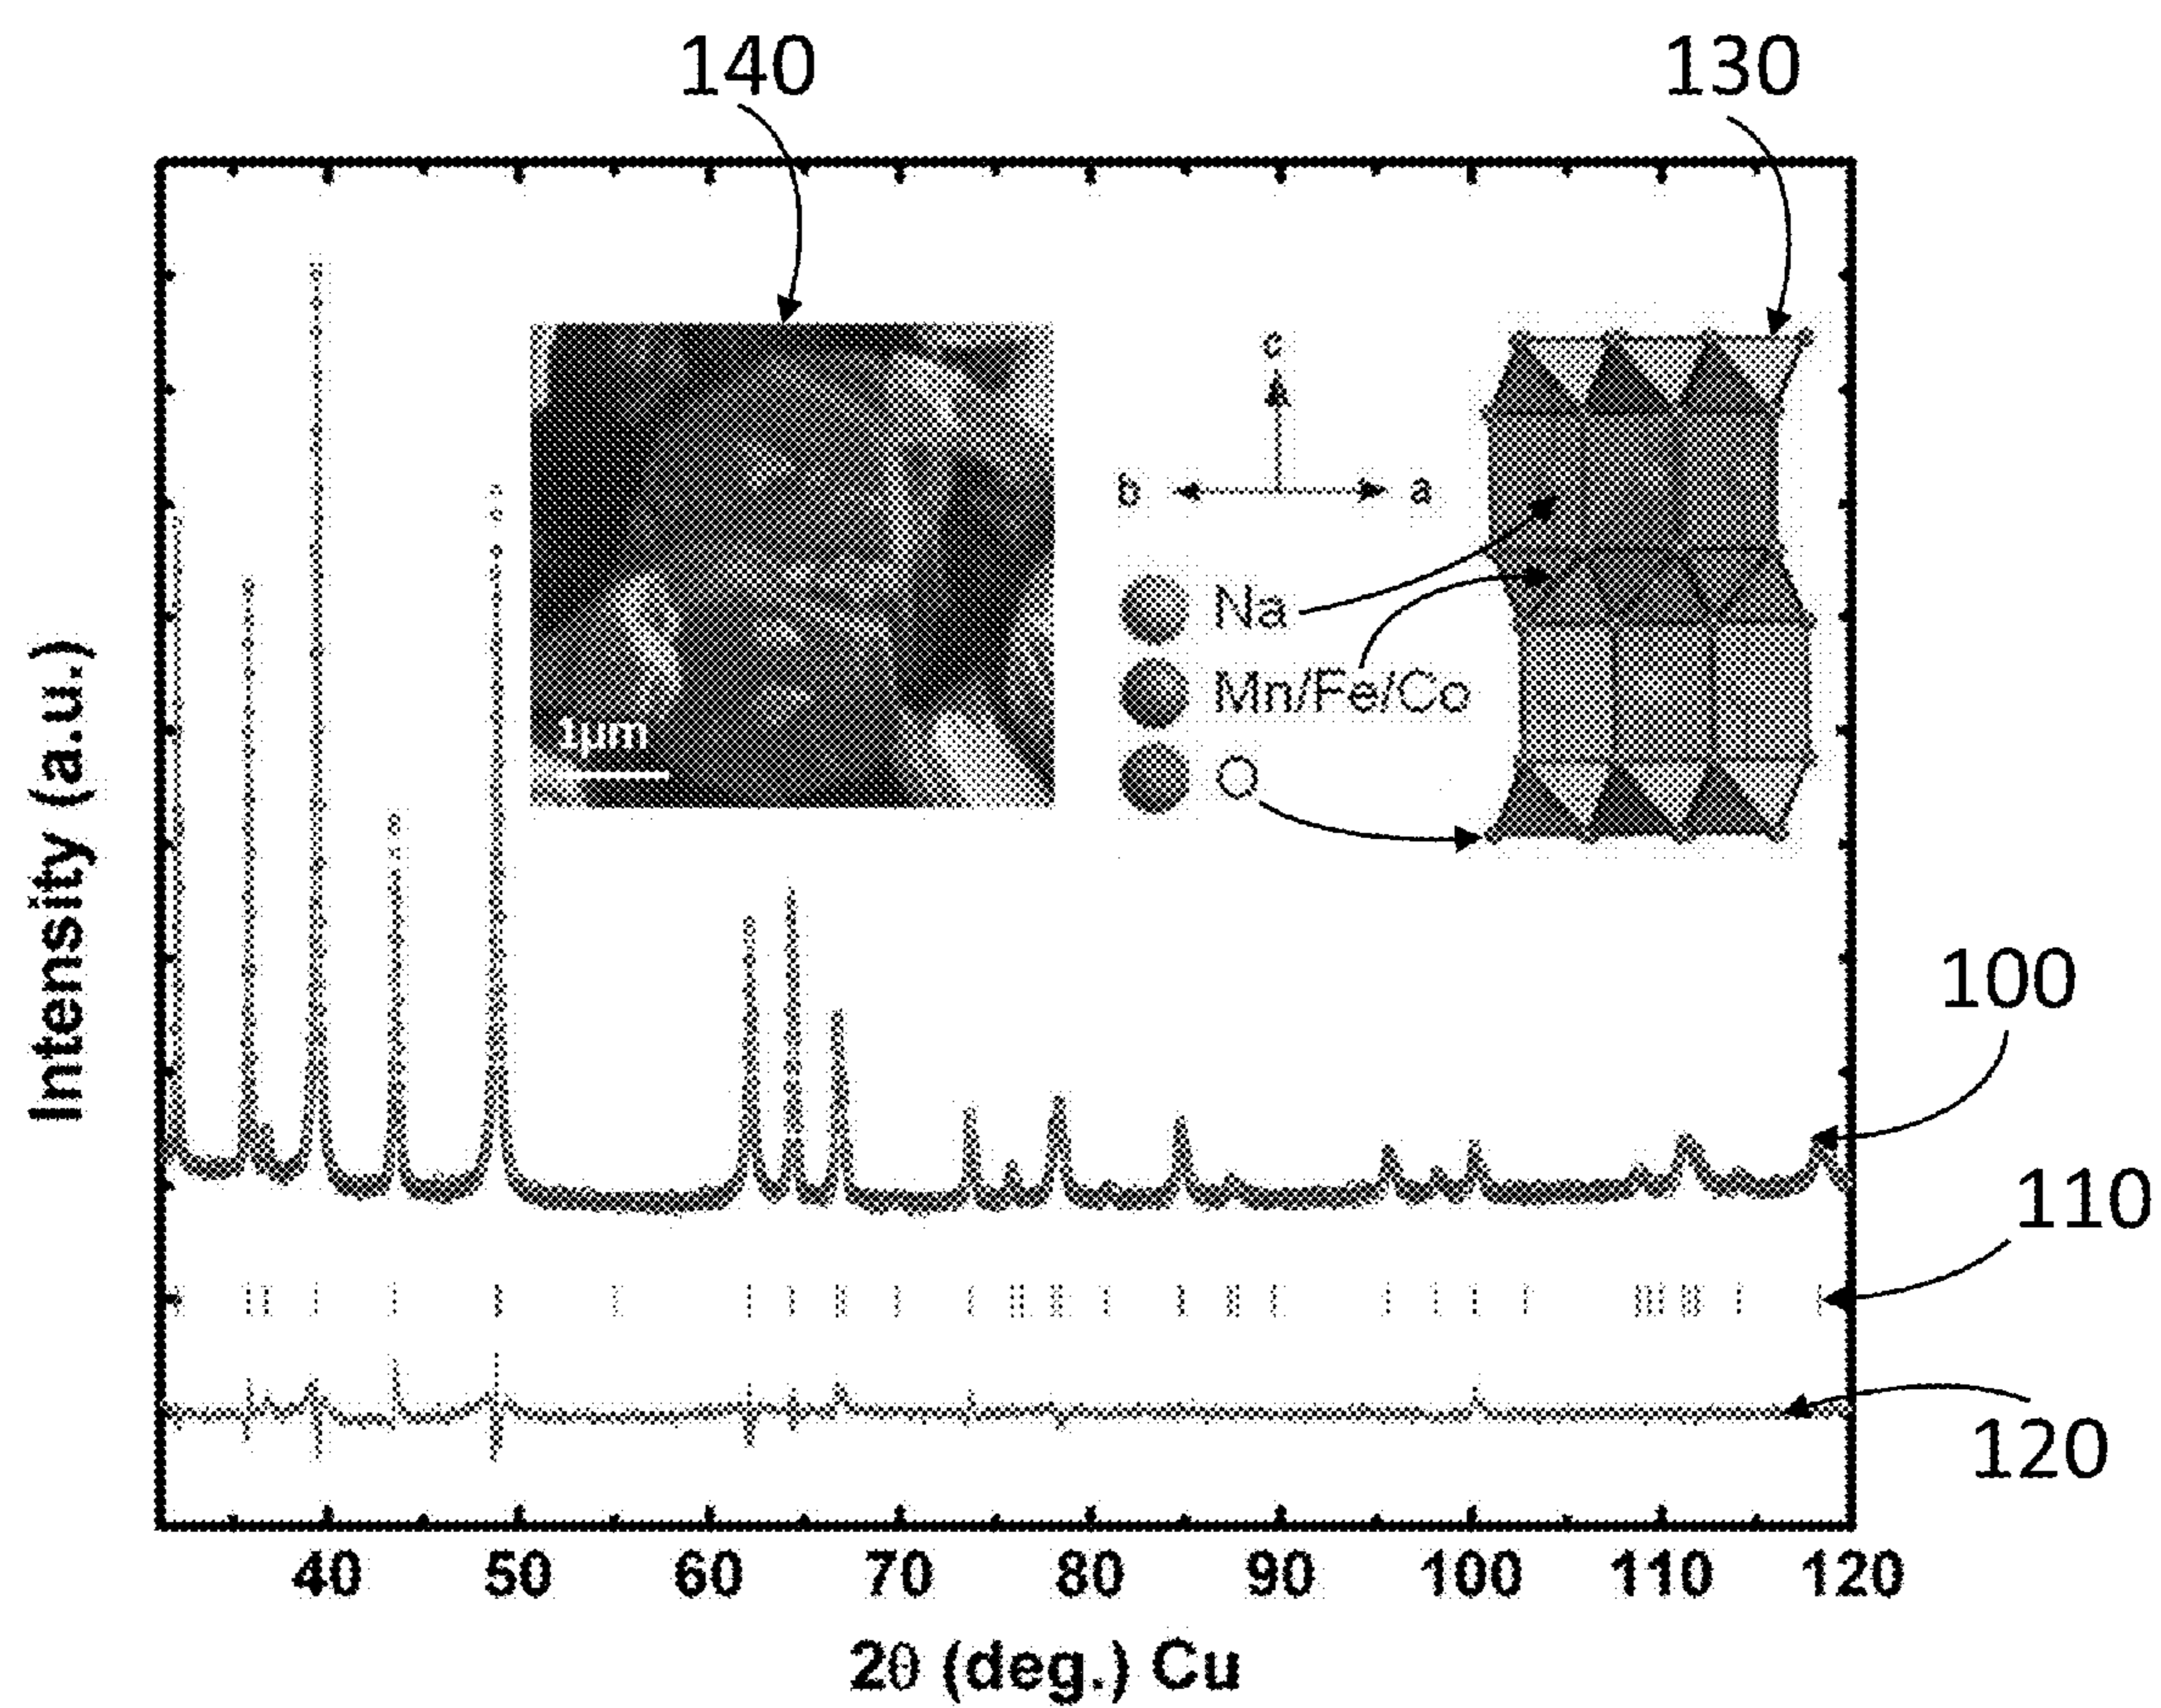 140
130
c
b
a
Na
Mn/Fe/Co
O
1μm
Intensity (a.u.)
100
110
120
40 50 60 70 80 90 100 110 120
2θ (deg.) Cu